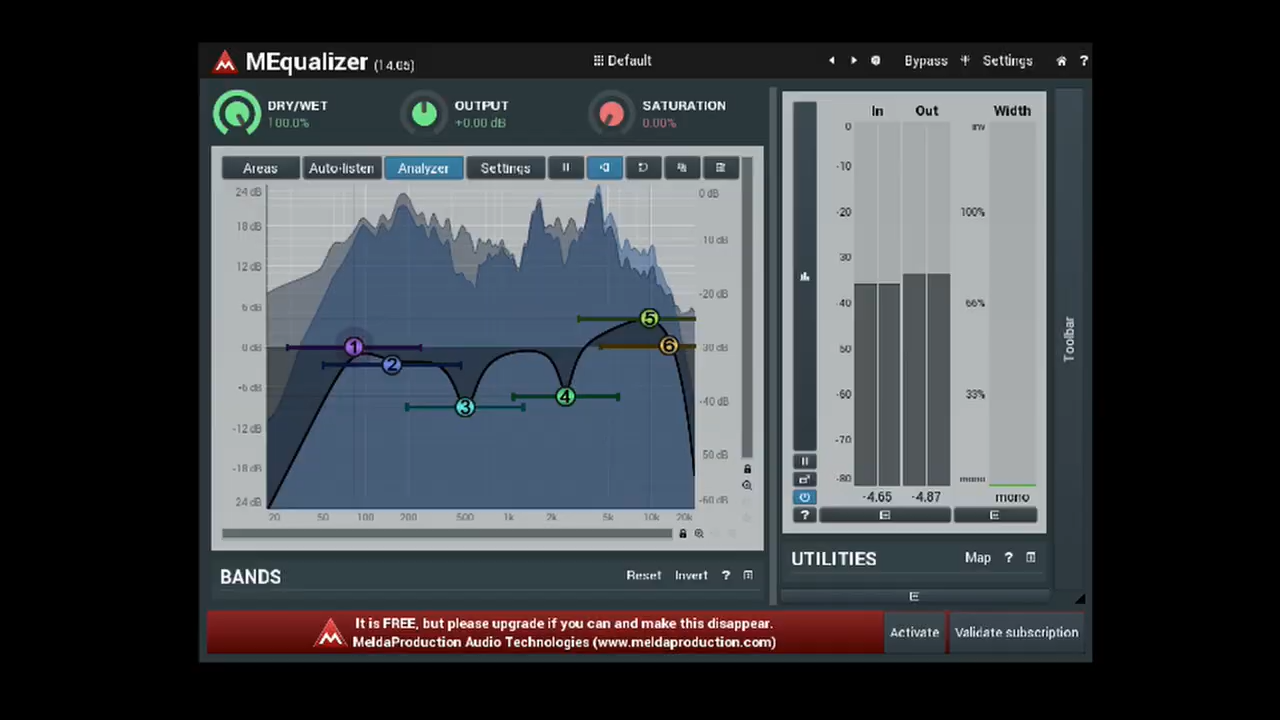 MEqualizer (14.05)
Default
Bypass
Settings
?
DRY/WET
100.0%
OUTPUT
+0.00 dB
SATURATION
0.00%
Areas
Auto-listen
Analyzer
Settings
24 dB
18 dB
12 dB
6 dB
0 dB
-6 dB
-12 dB
-18 dB
24 dB
0 dB
10 dB
-20 dB
30 dB
-40 dB
50 dB
-60 dB
1
2
3
4
5
6
20 50 100 200 500 1k 2k 5k 10k 20k
BANDS
Reset
Invert
?
In Out Width
0
-10
-20
30
-40
50
-60
-70
-80
inv
100%
66%
33%
mono
-4.65 -4.87 mono
?
UTILITIES
Map
?
Toolbar
It is FREE, but please upgrade if you can and make this disappear.
MeldaProduction Audio Technologies (www.meldaproduction.com)
Activate
Validate subscription